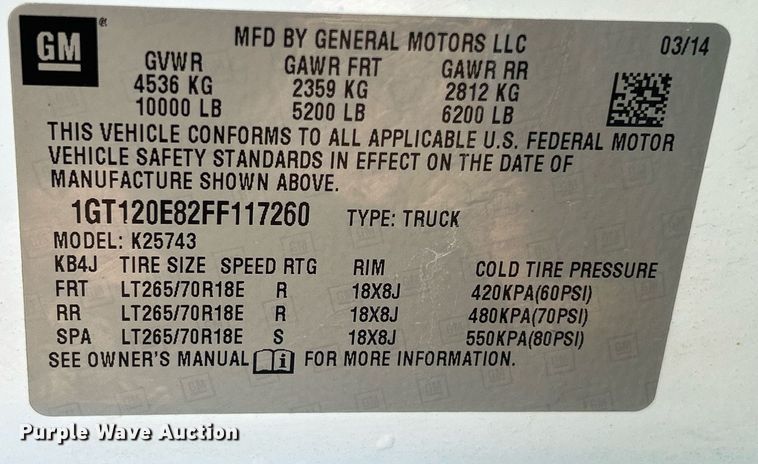 GM ®
MFD BY GENERAL MOTORS LLC 03/14
GVWR GAWR FRT GAWR RR
4536 KG 2359 KG 2812 KG
10000 LB 5200 LB 6200 LB
THIS VEHICLE CONFORMS TO ALL APPLICABLE U.S. FEDERAL MOTOR
VEHICLE SAFETY STANDARDS IN EFFECT ON THE DATE OF
MANUFACTURE SHOWN ABOVE.
1GT120E82FF117260 TYPE: TRUCK
MODEL: K25743
KB4J TIRE SIZE SPEED RTG RIM COLD TIRE PRESSURE
FRT LT265/70R18E R 18X8J 420KPA(60PSI)
RR LT265/70R18E R 18X8J 480KPA(70PSI)
SPA LT265/70R18E S 18X8J 550KPA(80PSI)
SEE OWNER'S MANUAL i FOR MORE INFORMATION.
Purple Wave Auction